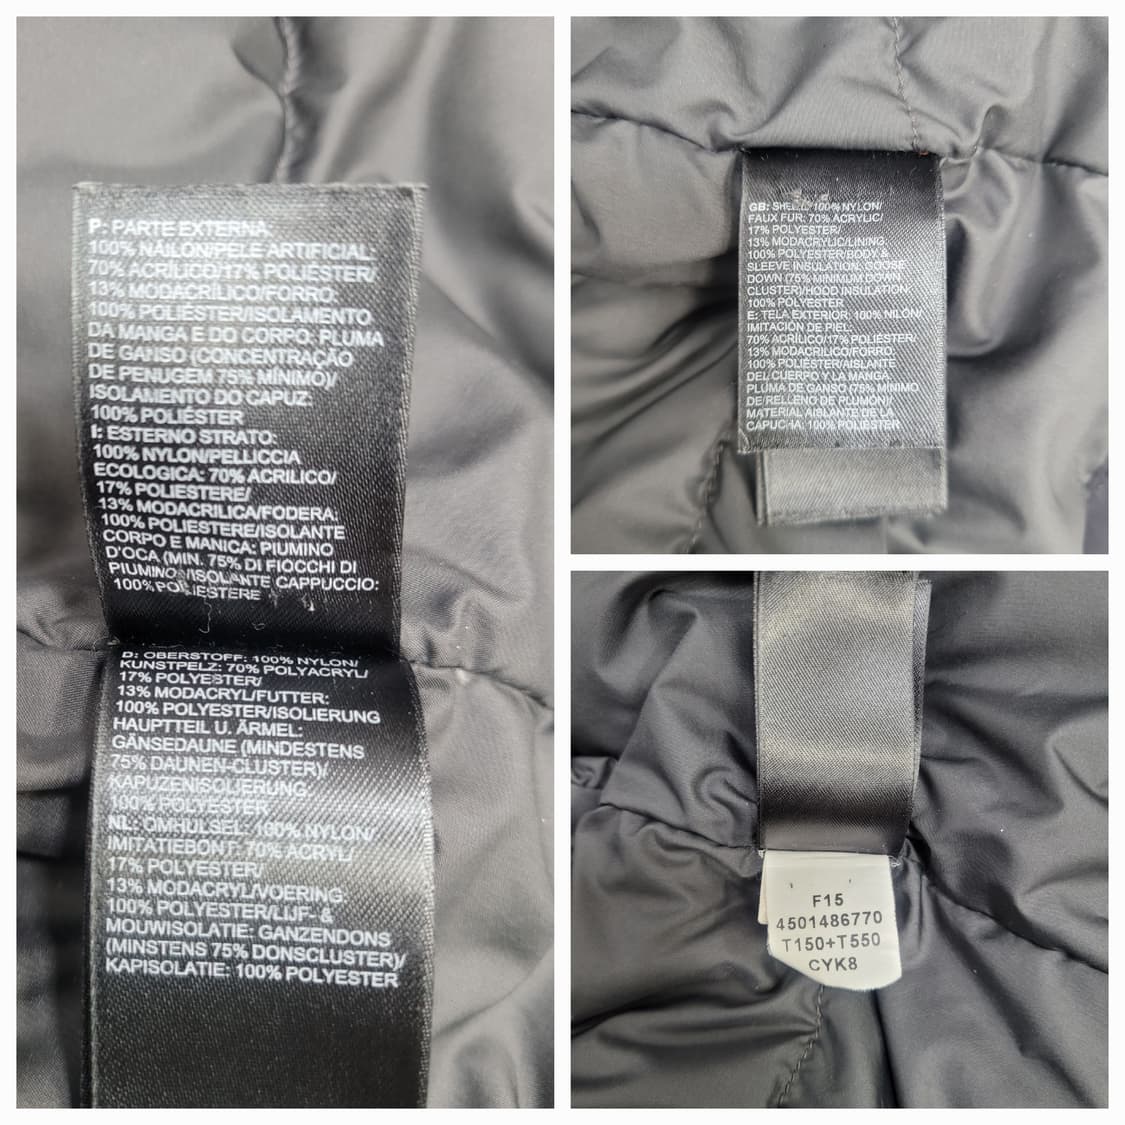 P: PARTE EXTERNA
100% NÁILON/PELE ARTIFICIAL:
70% ACRÍLICO/17% POLIÉSTER/
13% MODACRÍLICO/FORRO:
100% POLIÉSTER/ISOLAMENTO
DA MANGA E DO CORPO: PLUMA
DE GANSO (CONCENTRAÇÃO
DE PENUGEM 75% MÍNIMO)/
ISOLAMENTO DO CAPUZ:
100% POLIÉSTER
I: ESTERNO STRATO:
100% NYLON/PELLICCIA
ECOLOGICA: 70% ACRILICO/
17% POLIESTERE/
13% MODACRILICA/FODERA:
100% POLIESTERE/ISOLANTE
CORPO E MANICA: PIUMINO
D'OCA (MIN. 75% DI FIOCCHI DI
PIUMINO)/ISOLANTE CAPPUCCIO:
100% POLIESTERE
D: OBERSTOFF: 100% NYLON/
KUNSTPELZ: 70% POLYACRYL/
17% POLYESTER/
13% MODACRYL/FUTTER:
100% POLYESTER/ISOLIERUNG
HAUPTTEIL U. ÄRMEL:
GÄNSEDAUNE (MINDESTENS
75% DAUNEN-CLUSTER)/
KAPUZENISOLIERUNG:
100% POLYESTER
NL: OMHULSEL: 100% NYLON/
IMITATIEBONT: 70% ACRYL/
17% POLYESTER/
13% MODACRYL/VOERING:
100% POLYESTER/LIJF- &
MOUWISOLATIE: GANZENDONS
(MINSTENS 75% DONSCLUSTER)/
KAPISOLATIE: 100% POLYESTER
GB: SHELL: 100% NYLON/
FAUX FUR: 70% ACRYLIC/
17% POLYESTER/
13% MODACRYLIC/LINING:
100% POLYESTER/BODY &
SLEEVE INSULATION: GOOSE
DOWN (75% MINIMUM DOWN
CLUSTER)/HOOD INSULATION:
100% POLYESTER
E: TELA EXTERIOR: 100% NILÓN/
IMITACIÓN DE PIEL:
70% ACRÍLICO/17% POLIÉSTER/
13% MODACRÍLICO/FORRO:
100% POLIÉSTER/AISLANTE
DEL CUERPO Y LA MANGA:
PLUMA DE GANSO (75% MÍNIMO
DE/RELLENO DE PLUMÓN)/
MATERIAL AISLANTE DE LA
CAPUCHA: 100% POLIÉSTER
F15
4501486770
T150+T550
CYK8